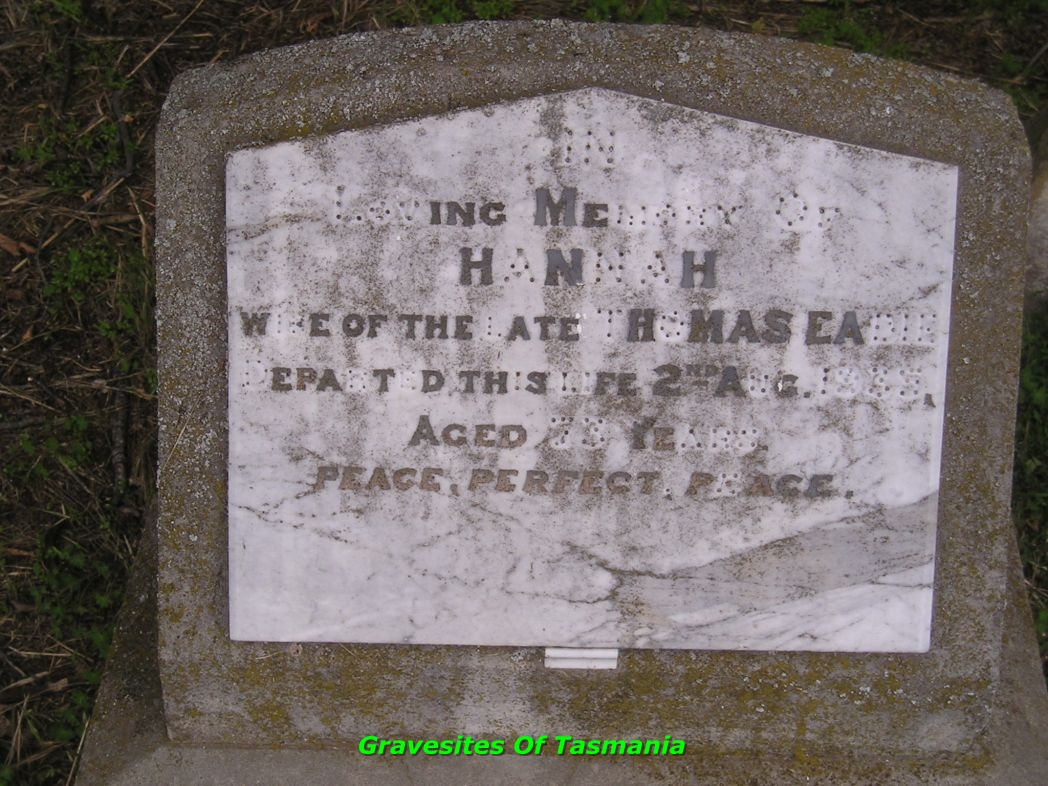 IN
LOVING MEMORY OF
HANNAH
WIFE OF THE LATE THOMAS
DEPARTED THIS LIFE 2ND AUG.
AGED YEARS.
PEACE, PERFECT, PEACE.
Gravesites Of Tasmania